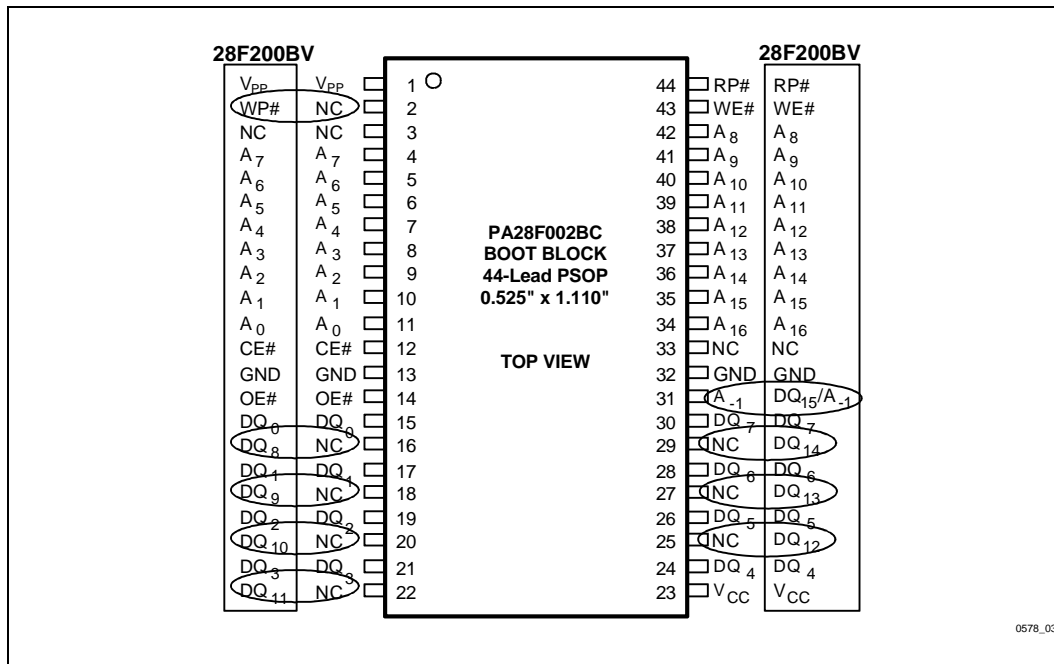 28F200BV 28F200BV
VPP VPP 1 44 RP# RP#
WP# NC 2 43 WE# WE#
NC NC 3 42 A8 A8
A7 A7 4 41 A9 A9
A6 A6 5 40 A10 A10
A5 A5 6 39 A11 A11
A4 A4 7 38 A12 A12
A3 A3 8 37 A13 A13
A2 A2 9 36 A14 A14
A1 A1 10 35 A15 A15
A0 A0 11 34 A16 A16
CE# CE# 12 33 NC NC
GND GND 13 32 GND GND
OE# OE# 14 31 A-1 DQ15/A-1
DQ0 DQ0 15 30 DQ7 DQ7
DQ8 NC 16 29 NC DQ14
DQ1 DQ1 17 28 DQ6 DQ6
DQ9 NC 18 27 NC DQ13
DQ2 DQ2 19 26 DQ5 DQ5
DQ10 NC 20 25 NC DQ12
DQ3 DQ3 21 24 DQ4 DQ4
DQ11 NC 22 23 VCC VCC
PA28F002BC
BOOT BLOCK
44-Lead PSOP
0.525" x 1.110"
TOP VIEW
0578_03